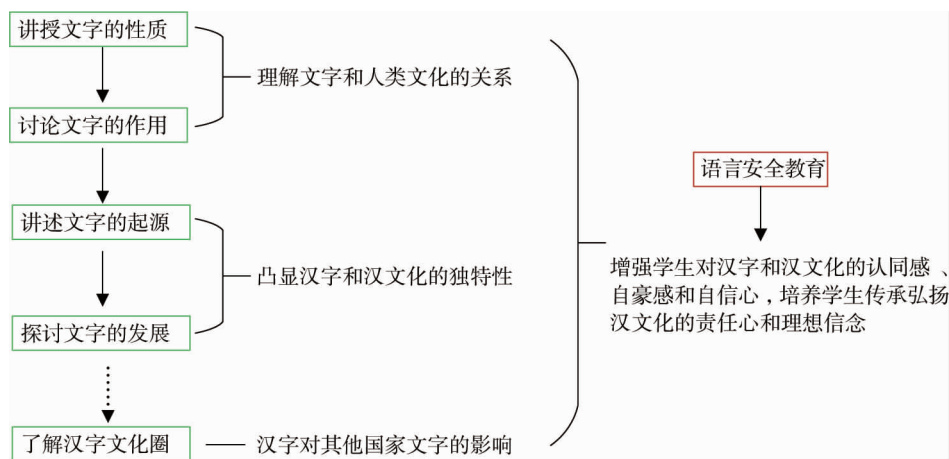 讲授文字的性质
理解文字和人类文化的关系
讨论文字的作用
语言安全教育
讲述文字的起源
增强学生对汉字和汉文化的认同感、
凸显汉字和汉文化的独特性
自豪感和自信心，培养学生传承弘扬
汉文化的责任心和理想信念
探讨文字的发展
了解汉字文化圈
汉字对其他国家文字的影响